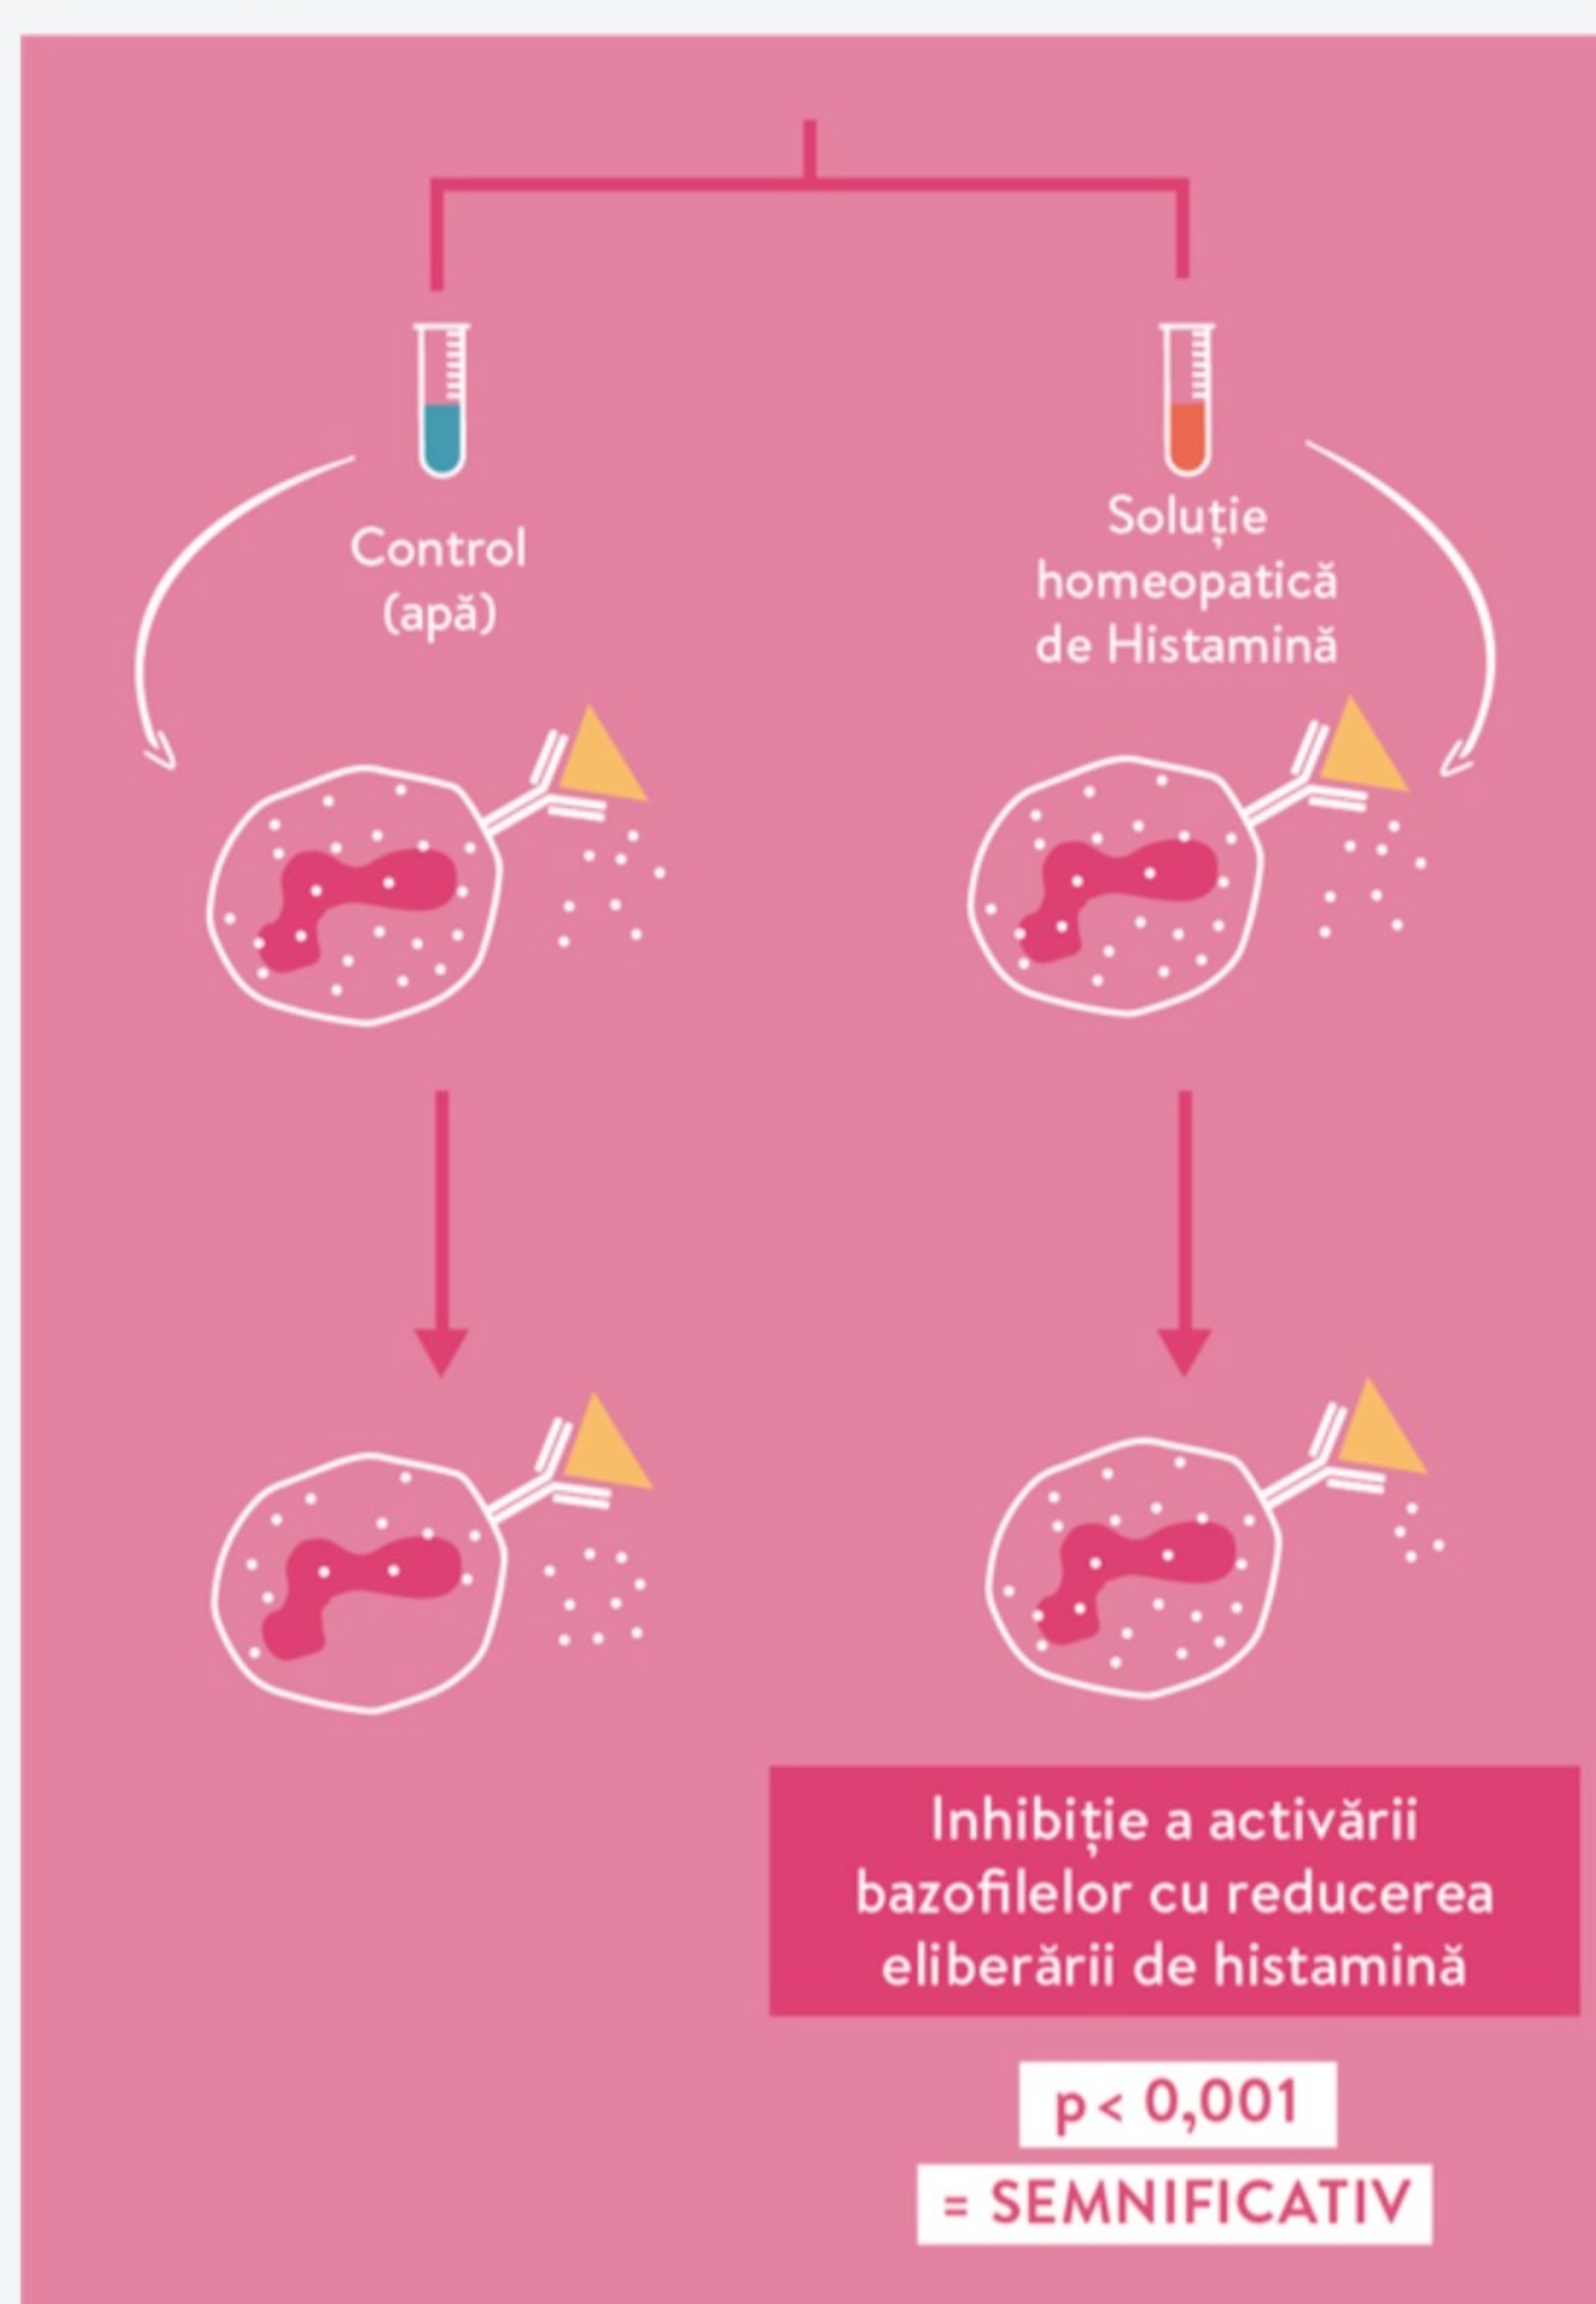 Control
(apă)
Soluție
homeopatică
de Histamină
Inhibiție a activării
bazofilelor cu reducerea
eliberării de histamină
p < 0,001
= SEMNIFICATIV